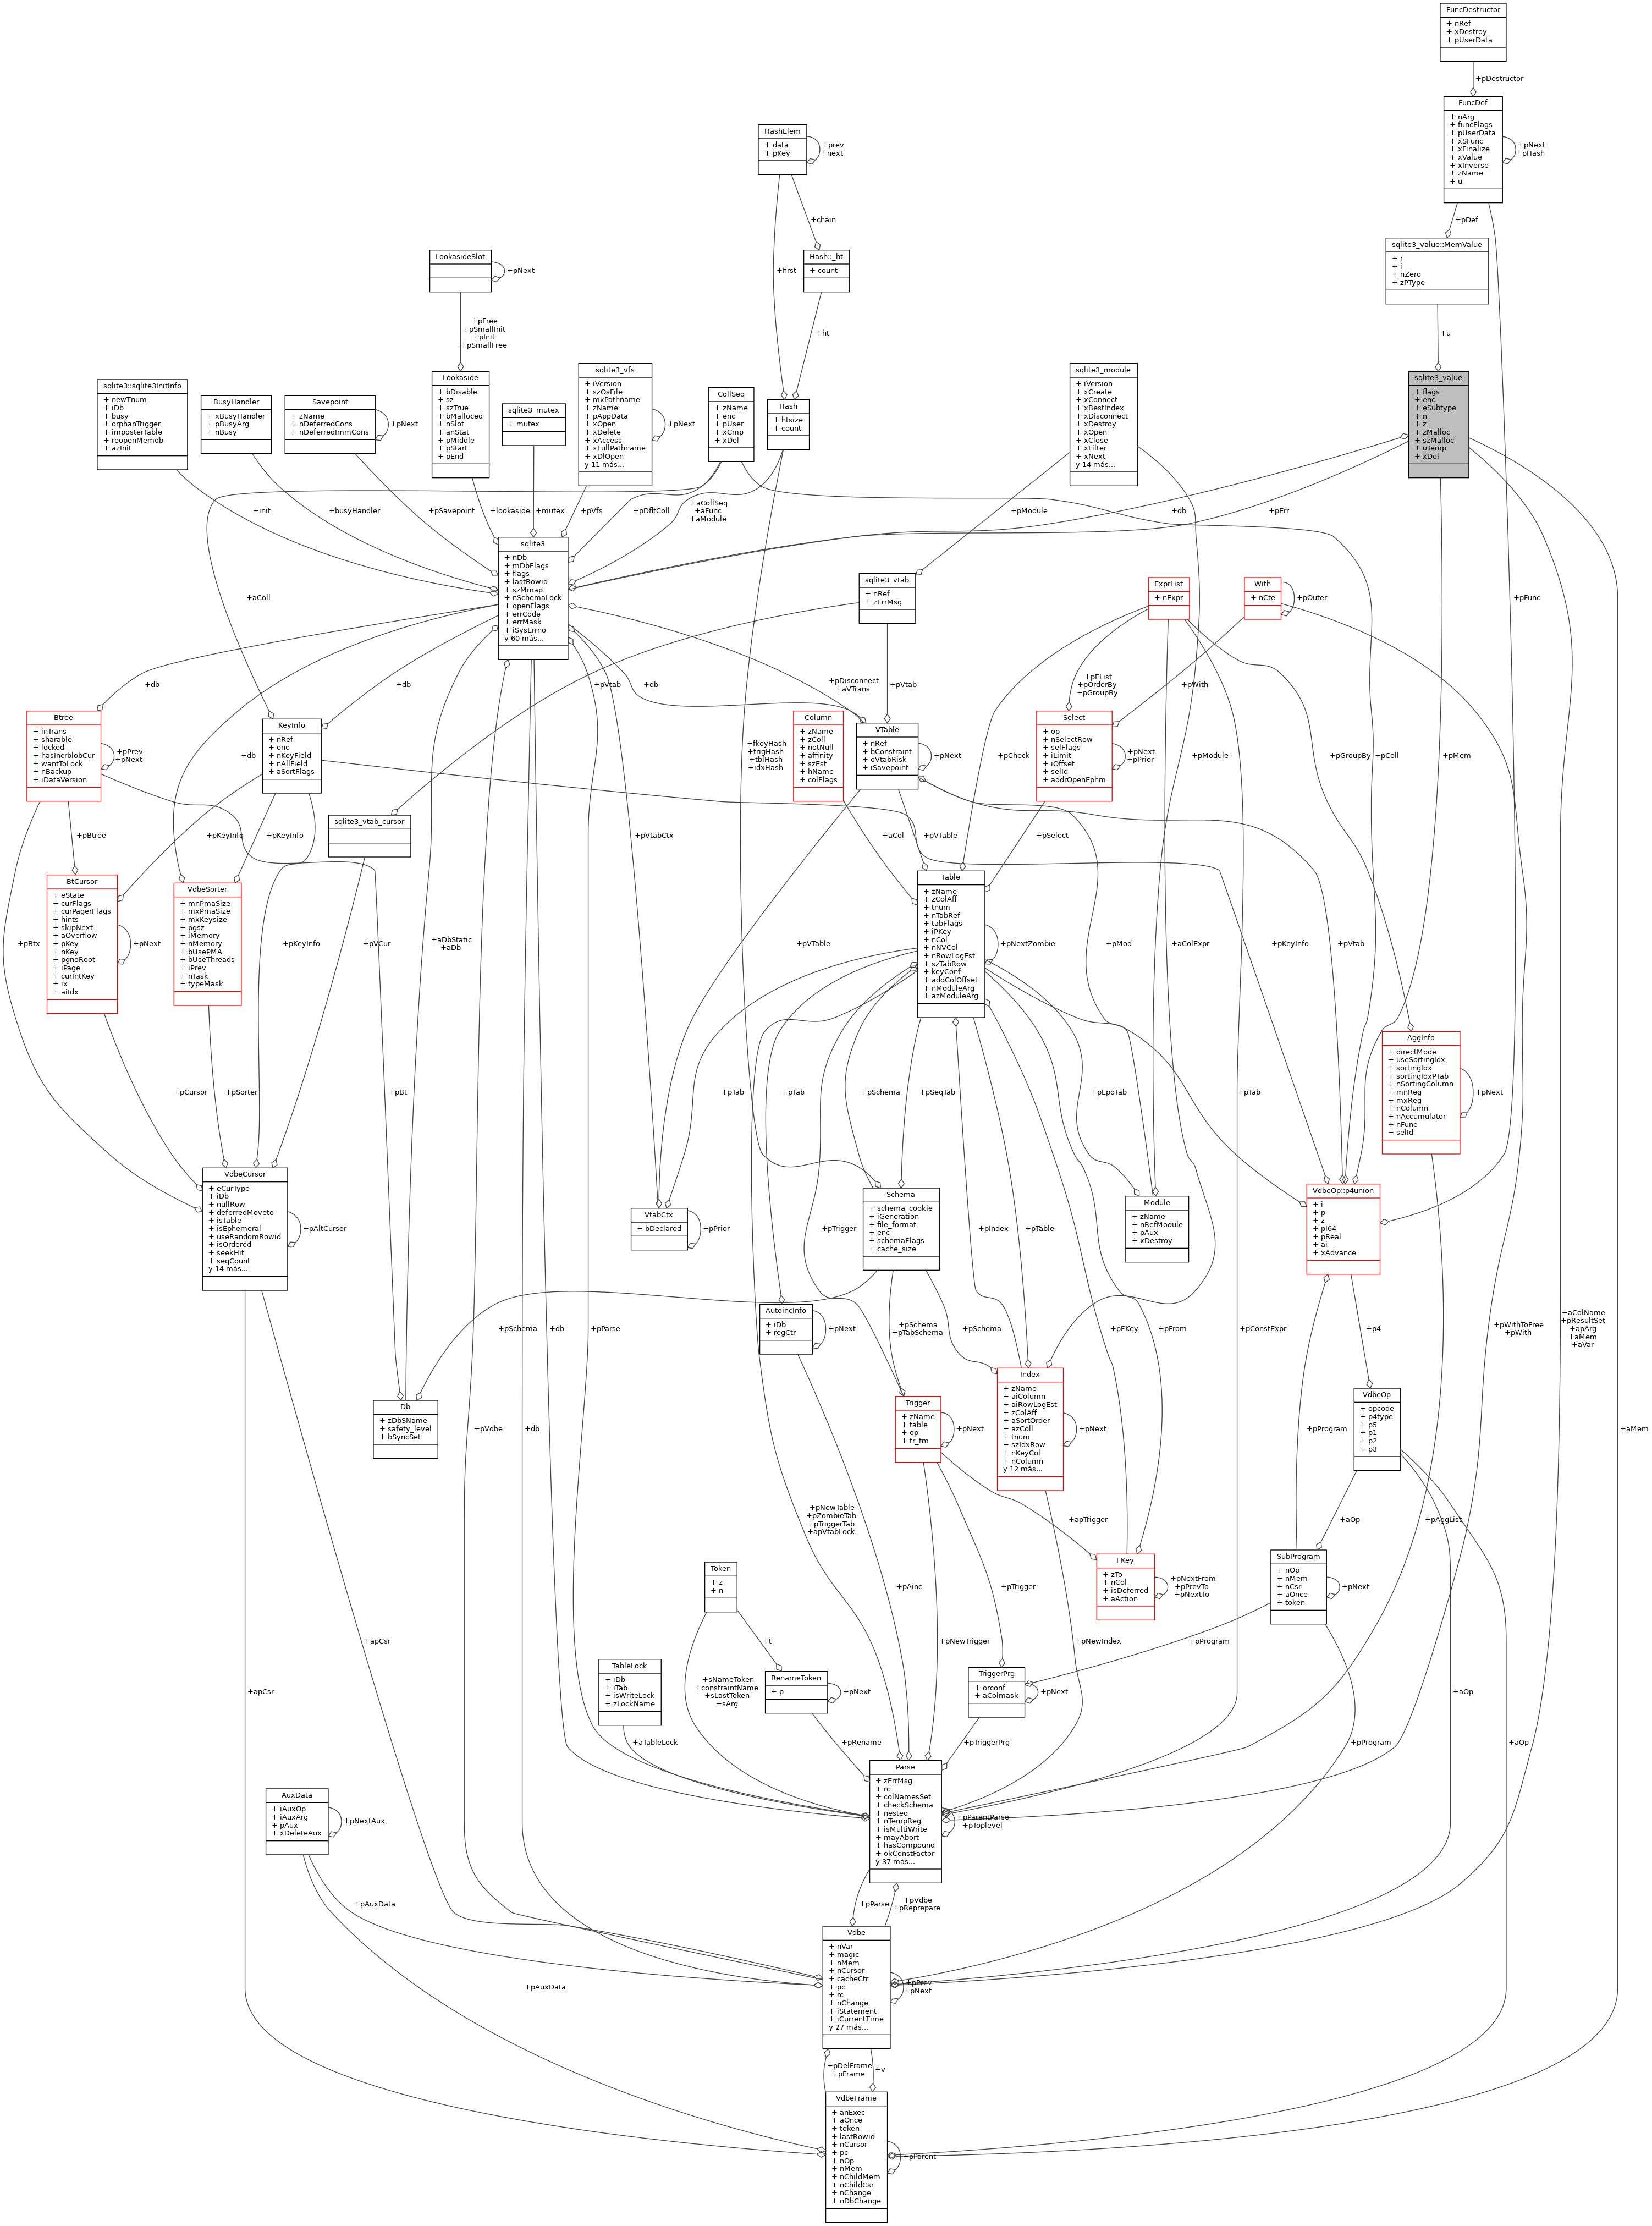 FuncDestructor
+ nRef
+ xDestroy
+ pUserData
+pDestructor
FuncDef
+ nArg
+ funcFlags
+ pUserData
+ xSFunc
+ xFinalize
+ xValue
+ xInverse
+ zName
+ u
+pNext
+pHash
HashElem
+ data
+ pKey
+prev
+next
+pDef
+chain
sqlite3_value::MemValue
+ r
+ i
+ nZero
+ zPType
LookasideSlot
+pNext
Hash::_ht
+ count
+first
+pFree
+pSmallInit
+pInit
+pSmallFree
+ht
+u
sqlite3::sqlite3InitInfo
+ newTnum
+ iDb
+ busy
+ orphanTrigger
+ imposterTable
+ reopenMemdb
+ azInit
BusyHandler
+ xBusyHandler
+ pBusyArg
+ nBusy
Savepoint
+ zName
+ nDeferredCons
+ nDeferredImmCons
+pNext
Lookaside
+ bDisable
+ sz
+ szTrue
+ bMalloced
+ nSlot
+ anStat
+ pMiddle
+ pStart
+ pEnd
sqlite3_mutex
+ mutex
sqlite3_vfs
+ iVersion
+ szOsFile
+ mxPathname
+ zName
+ pAppData
+ xOpen
+ xDelete
+ xAccess
+ xFullPathname
+ xDlOpen
y 11 más...
+pNext
CollSeq
+ zName
+ enc
+ pUser
+ xCmp
+ xDel
Hash
+ htsize
+ count
sqlite3_module
+ iVersion
+ xCreate
+ xConnect
+ xBestIndex
+ xDisconnect
+ xDestroy
+ xOpen
+ xClose
+ xFilter
+ xNext
y 14 más...
sqlite3_value
+ flags
+ enc
+ eSubtype
+ n
+ z
+ zMalloc
+ szMalloc
+ uTemp
+ xDel
+init
+busyHandler
+pSavepoint
+lookaside
+mutex
+pVfs
+pDfltColl
+aCollSeq
+aFunc
+aModule
+pModule
+db
+pErr
sqlite3
+ nDb
+ mDbFlags
+ flags
+ lastRowid
+ szMmap
+ nSchemaLock
+ openFlags
+ errCode
+ errMask
+ iSysErrno
y 60 más...
+aColl
sqlite3_vtab
+ nRef
+ zErrMsg
ExprList
+ nExpr
With
+ nCte
+pOuter
+pFunc
+db
+db
+pVtab
+pDisconnect
+aVTrans
+db
+pVtab
+pEList
+pOrderBy
+pGroupBy
+pWith
Btree
+ inTrans
+ sharable
+ locked
+ hasIncrblobCur
+ wantToLock
+ nBackup
+ iDataVersion
+pPrev
+pNext
+db
KeyInfo
+ nRef
+ enc
+ nKeyField
+ nAllField
+ aSortFlags
+fkeyHash
+trigHash
+tblHash
+idxHash
Column
+ zName
+ zColl
+ notNull
+ affinity
+ szEst
+ hName
+ colFlags
VTable
+ nRef
+ bConstraint
+ eVtabRisk
+ iSavepoint
+pNext
+pCheck
Select
+ op
+ nSelectRow
+ selFlags
+ iLimit
+ iOffset
+ selId
+ addrOpenEphm
+pNext
+pPrior
+pModule
+pGroupBy
+pColl
+pMem
sqlite3_vtab_cursor
+pBtree
+pKeyInfo
+pKeyInfo
+pVtabCtx
+aCol
+pVTable
+pSelect
BtCursor
+ eState
+ curFlags
+ curPagerFlags
+ hints
+ skipNext
+ aOverflow
+ pKey
+ nKey
+ pgnoRoot
+ iPage
+ curIntKey
+ ix
+ aiIdx
+pNext
VdbeSorter
+ mnPmaSize
+ mxPmaSize
+ mxKeysize
+ pgsz
+ iMemory
+ nMemory
+ bUsePMA
+ bUseThreads
+ iPrev
+ nTask
+ typeMask
Table
+ zName
+ zColAff
+ tnum
+ nTabRef
+ tabFlags
+ iPKey
+ nCol
+ nNVCol
+ nRowLogEst
+ szTabRow
+ keyConf
+ addColOffset
+ nModuleArg
+ azModuleArg
+pNextZombie
+pBtx
+pKeyInfo
+pVCur
+aDbStatic
+aDb
+pVTable
+pMod
+aColExpr
+pKeyInfo
+pVtab
AggInfo
+ directMode
+ useSortingIdx
+ sortingIdx
+ sortingIdxPTab
+ nSortingColumn
+ mnReg
+ mxReg
+ nColumn
+ nAccumulator
+ nFunc
+ selId
+pNext
+pCursor
+pSorter
+pBt
+pTab
+pTab
+pSchema
+pSeqTab
+pEpoTab
+pTab
VdbeCursor
+ eCurType
+ iDb
+ nullRow
+ deferredMoveto
+ isTable
+ isEphemeral
+ useRandomRowid
+ isOrdered
+ seekHit
+ seqCount
y 14 más...
+pAltCursor
VtabCtx
+ bDeclared
+pPrior
+pTrigger
Schema
+ schema_cookie
+ iGeneration
+ file_format
+ enc
+ schemaFlags
+ cache_size
+pIndex
+pTable
Module
+ zName
+ nRefModule
+ pAux
+ xDestroy
VdbeOp::p4union
+ i
+ p
+ z
+ pI64
+ pReal
+ ai
+ xAdvance
+pSchema
+db
+pParse
AutoincInfo
+ iDb
+ regCtr
+pNext
+pSchema
+pTabSchema
+pSchema
+pFKey
+pFrom
+pConstExpr
+p4
+pWithToFree
+pWith
+aColName
+pResultSet
+apArg
+aMem
+aVar
Db
+ zDbSName
+ safety_level
+ bSyncSet
+pVdbe
+db
Trigger
+ zName
+ table
+ op
+ tr_tm
+pNext
Index
+ zName
+ aiColumn
+ aiRowLogEst
+ zColAff
+ aSortOrder
+ azColl
+ tnum
+ szIdxRow
+ nKeyCol
+ nColumn
y 12 más...
+pNext
+pProgram
VdbeOp
+ opcode
+ p4type
+ p5
+ p1
+ p2
+ p3
+aMem
+pNewTable
+pZombieTab
+pTriggerTab
+apVtabLock
+apTrigger
+aOp
+pAggList
Token
+ z
+ n
+pAinc
+pTrigger
FKey
+ zTo
+ nCol
+ isDeferred
+ aAction
+pNextFrom
+pPrevTo
+pNextTo
SubProgram
+ nOp
+ nMem
+ nCsr
+ aOnce
+ token
+pNext
+apCsr
+t
+pNewTrigger
+pNewIndex
+pProgram
TableLock
+ iDb
+ iTab
+ isWriteLock
+ zLockName
+sNameToken
+constraintName
+sLastToken
+sArg
RenameToken
+ p
+pNext
TriggerPrg
+ orconf
+ aColmask
+pNext
+apCsr
+aOp
+aTableLock
+pRename
+pTriggerPrg
+pProgram
+aOp
AuxData
+ iAuxOp
+ iAuxArg
+ pAux
+ xDeleteAux
+pNextAux
Parse
+ zErrMsg
+ rc
+ colNamesSet
+ checkSchema
+ nested
+ nTempReg
+ isMultiWrite
+ mayAbort
+ hasCompound
+ okConstFactor
y 37 más...
+pParentParse
+pToplevel
+pAuxData
+pParse
+pVdbe
+pReprepare
Vdbe
+ nVar
+ magic
+ nMem
+ nCursor
+ cacheCtr
+ pc
+ rc
+ nChange
+ iStatement
+ iCurrentTime
y 27 más...
+pPrev
+pNext
+pAuxData
+pDelFrame
+pFrame
+v
VdbeFrame
+ anExec
+ aOnce
+ token
+ lastRowid
+ nCursor
+ pc
+ nOp
+ nMem
+ nChildMem
+ nChildCsr
+ nChange
+ nDbChange
+pParent